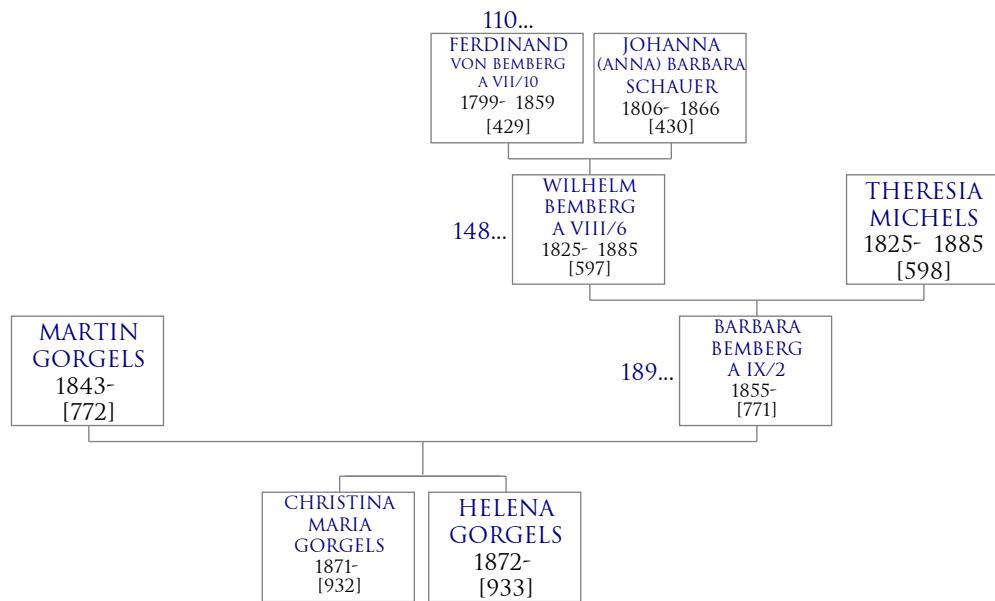 110...
FERDINAND
VON BEMBERG
A VII/10
1799- 1859
[429]
JOHANNA
(ANNA) BARBARA
SCHAUER
1806- 1866
[430]
148...
WILHELM
BEMBERG
A VIII/6
1825- 1885
[597]
THERESIA
MICHELS
1825- 1885
[598]
MARTIN
GORGELS
1843-
[772]
189...
BARBARA
BEMBERG
A IX/2
1855-
[771]
CHRISTINA
MARIA
GORGELS
1871-
[932]
HELENA
GORGELS
1872-
[933]